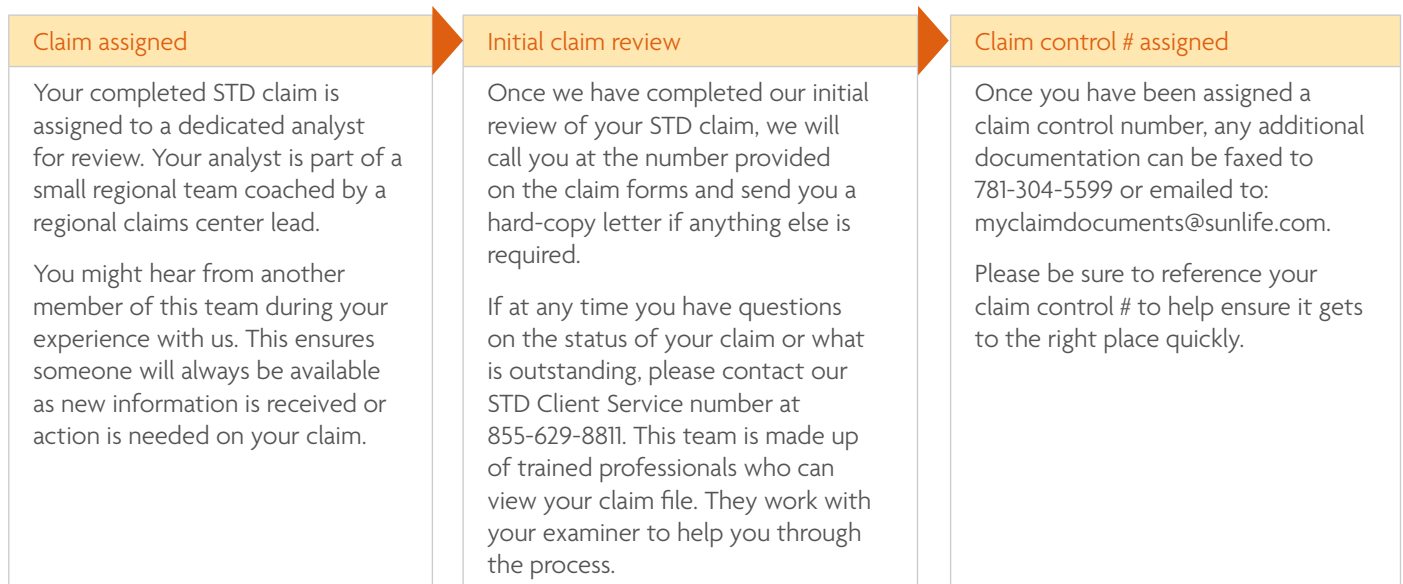 Claim assigned
Your completed STD claim is
assigned to a dedicated analyst
for review. Your analyst is part of a
small regional team coached by a
regional claims center lead.
You might hear from another
member of this team during your
experience with us. This ensures
someone will always be available
as new information is received or
action is needed on your claim.
Initial claim review
Once we have completed our initial
review of your STD claim, we will
call you at the number provided
on the claim forms and send you a
hard-copy letter if anything else is
required.
If at any time you have questions
on the status of your claim or what
is outstanding, please contact our
STD Client Service number at
855-629-8811. This team is made up
of trained professionals who can
view your claim file. They work with
your examiner to help you through
the process.
Claim control # assigned
Once you have been assigned a
claim control number, any additional
documentation can be faxed to
781-304-5599 or emailed to:
myclaimdocuments@sunlife.com.
Please be sure to reference your
claim control # to help ensure it gets
to the right place quickly.